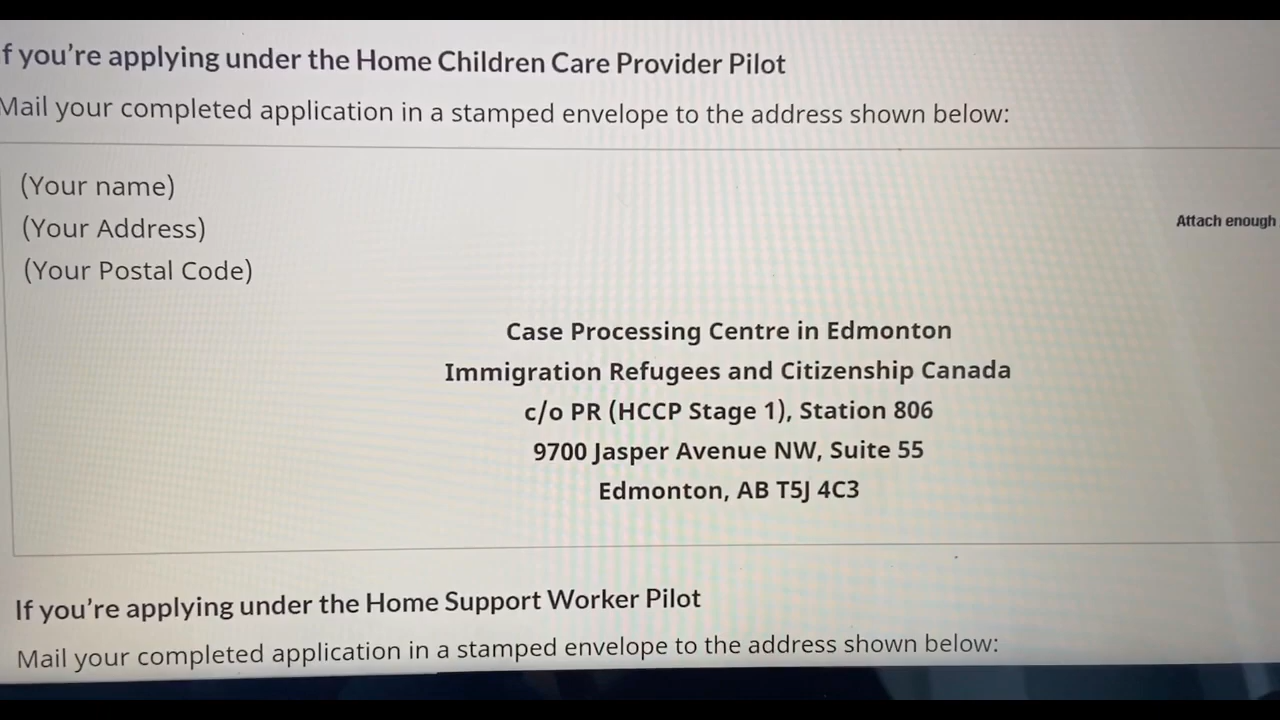 f you're applying under the Home Children Care Provider Pilot
Mail your completed application in a stamped envelope to the address shown below:
(Your name)
(Your Address)
Attach enough
(Your Postal Code)
Case Processing Centre in Edmonton
Immigration Refugees and Citizenship Canada
c/o PR (HCCP Stage 1), Station 806
9700 Jasper Avenue NW, Suite 55
Edmonton, AB T5J 4C3
If you're applying under the Home Support Worker Pilot
Mail your completed application in a stamped envelope to the address shown below: